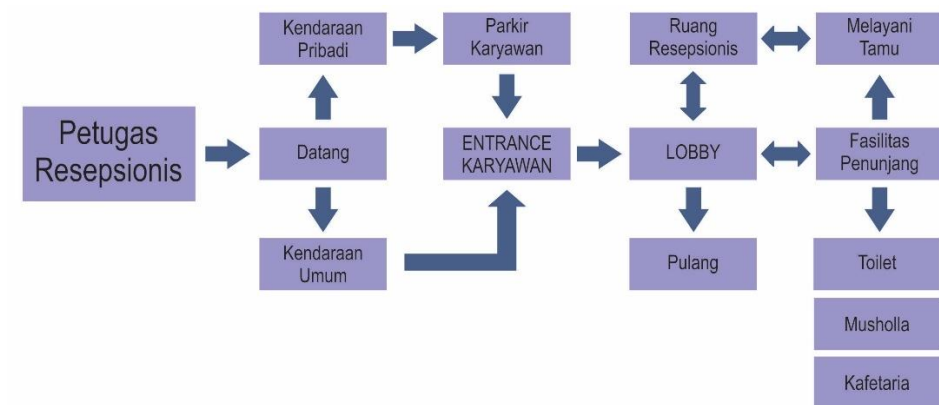 Petugas
Resepsionis
Kendaraan
Pribadi
Datang
Kendaraan
Umum
Parkir
Karyawan
ENTRANCE
KARYAWAN
Ruang
Resepsionis
LOBBY
Pulang
Melayani
Tamu
Fasilitas
Penunjang
Toilet
Musholla
Kafetaria